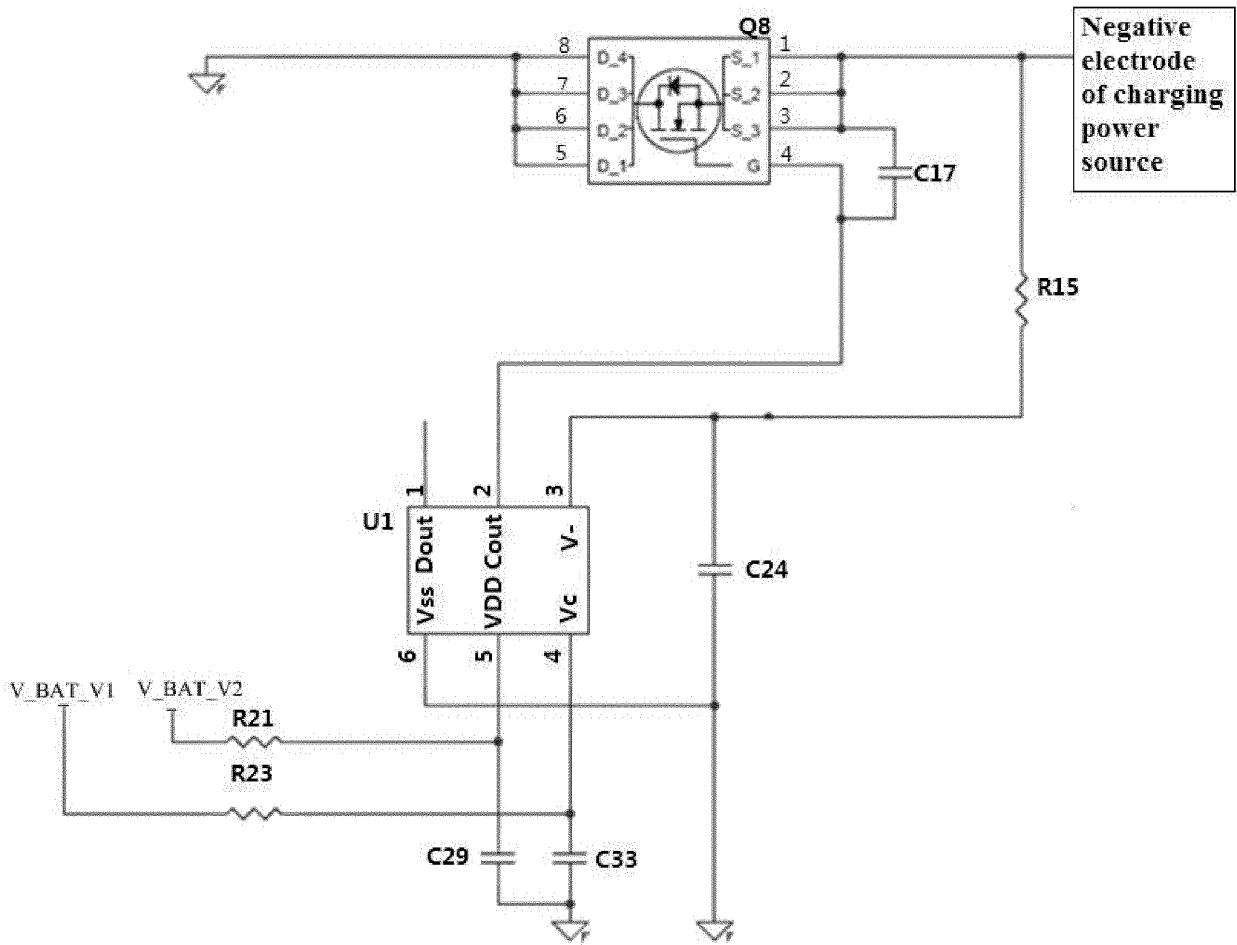 Q8
Negative
electrode
of charging
power
source
8 D_4 S_1 1
7 D_3 S_2 2
6 D_2 S_3 3
5 D_1 G 4
F
C17
R15
1 2 3
U1
Dout Cout V-
Vss VDD Vc
6 5 4
C24
V_BAT_V1 V_BAT_V2
R21
R23
C29 C33
F F